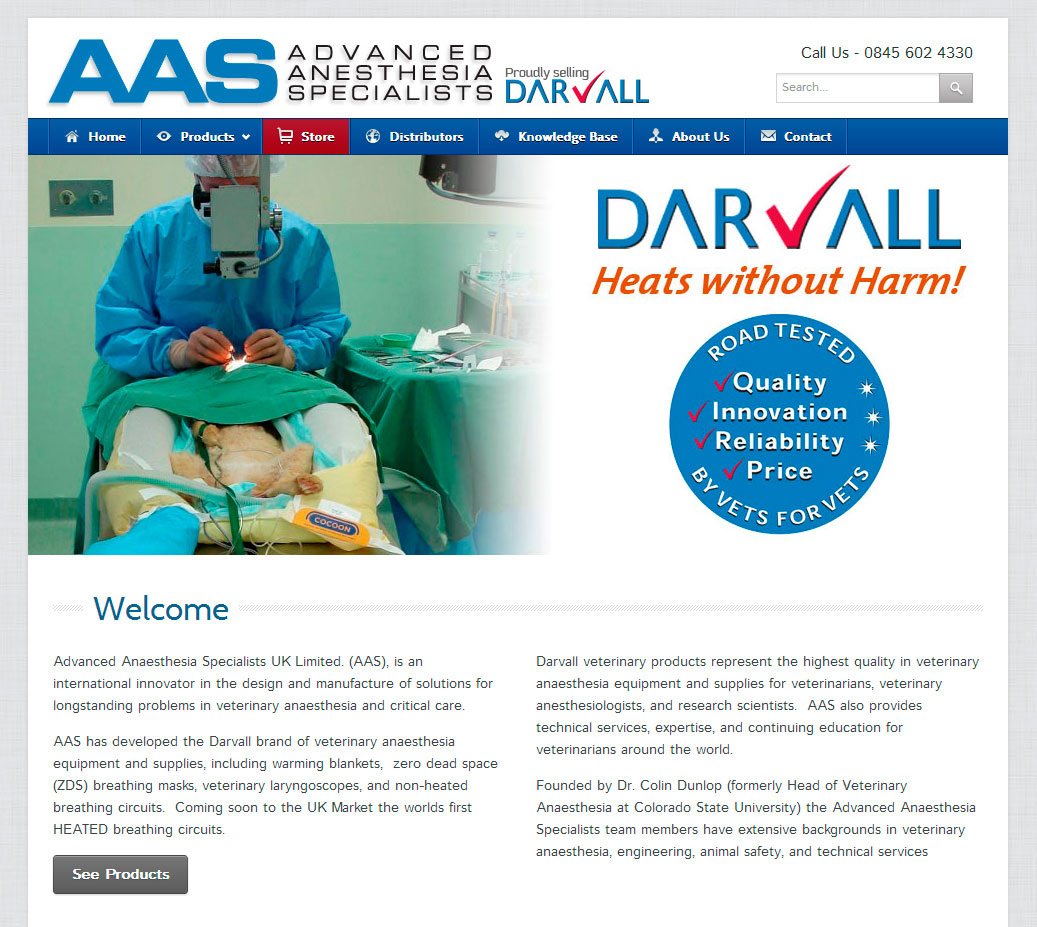 AAS ADVANCED
ANESTHESIA
SPECIALISTS
Proudly selling
DARVALL
Call Us - 0845 602 4330
Search...
Home Products Store Distributors Knowledge Base About Us Contact
DARVALL
Heats without Harm!
ROAD TESTED
Quality
Innovation
Reliability
Price
BY VETS FOR VETS
COCOON
Welcome
Advanced Anaesthesia Specialists UK Limited. (AAS), is an
international innovator in the design and manufacture of solutions for
longstanding problems in veterinary anaesthesia and critical care.
AAS has developed the Darvall brand of veterinary anaesthesia
equipment and supplies, including warming blankets, zero dead space
(ZDS) breathing masks, veterinary laryngoscopes, and non-heated
breathing circuits. Coming soon to the UK Market the worlds first
HEATED breathing circuits.
See Products
Darvall veterinary products represent the highest quality in veterinary
anaesthesia equipment and supplies for veterinarians, veterinary
anesthesiologists, and research scientists. AAS also provides
technical services, expertise, and continuing education for
veterinarians around the world.
Founded by Dr. Colin Dunlop (formerly Head of Veterinary
Anaesthesia at Colorado State University) the Advanced Anaesthesia
Specialists team members have extensive backgrounds in veterinary
anaesthesia, engineering, animal safety, and technical services